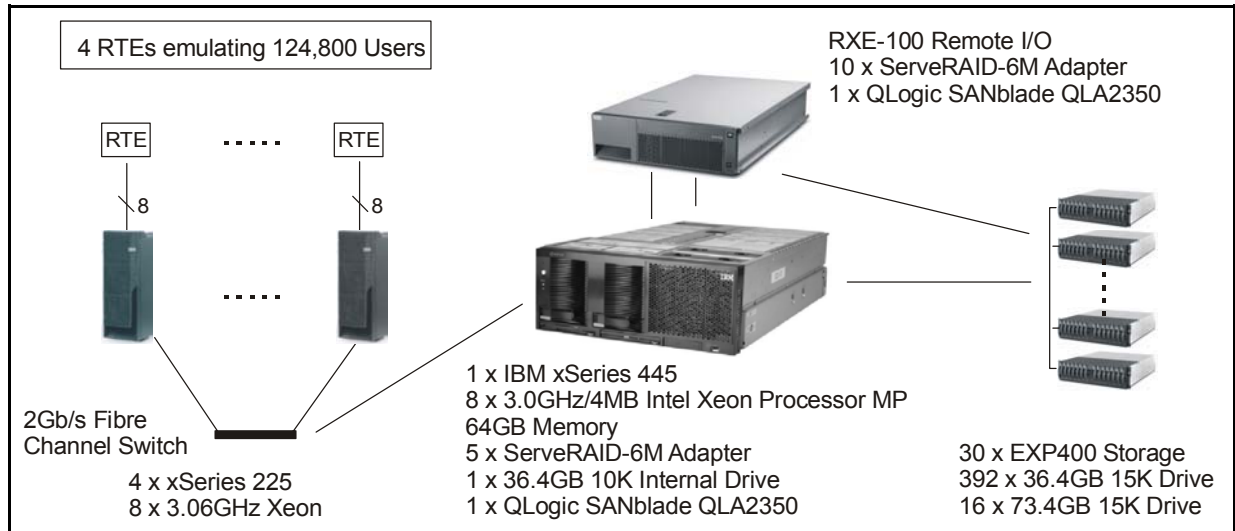 4 RTEs emulating 124,800 Users
RXE-100 Remote I/O
10 x ServeRAID-6M Adapter
1 x QLogic SANblade QLA2350
RTE
RTE
8
8
IBM
2Gb/s Fibre
Channel Switch
4 x xSeries 225
8 x 3.06GHz Xeon
1 x IBM xSeries 445
8 x 3.0GHz/4MB Intel Xeon Processor MP
64GB Memory
5 x ServeRAID-6M Adapter
1 x 36.4GB 10K Internal Drive
1 x QLogic SANblade QLA2350
30 x EXP400 Storage
392 x 36.4GB 15K Drive
16 x 73.4GB 15K Drive